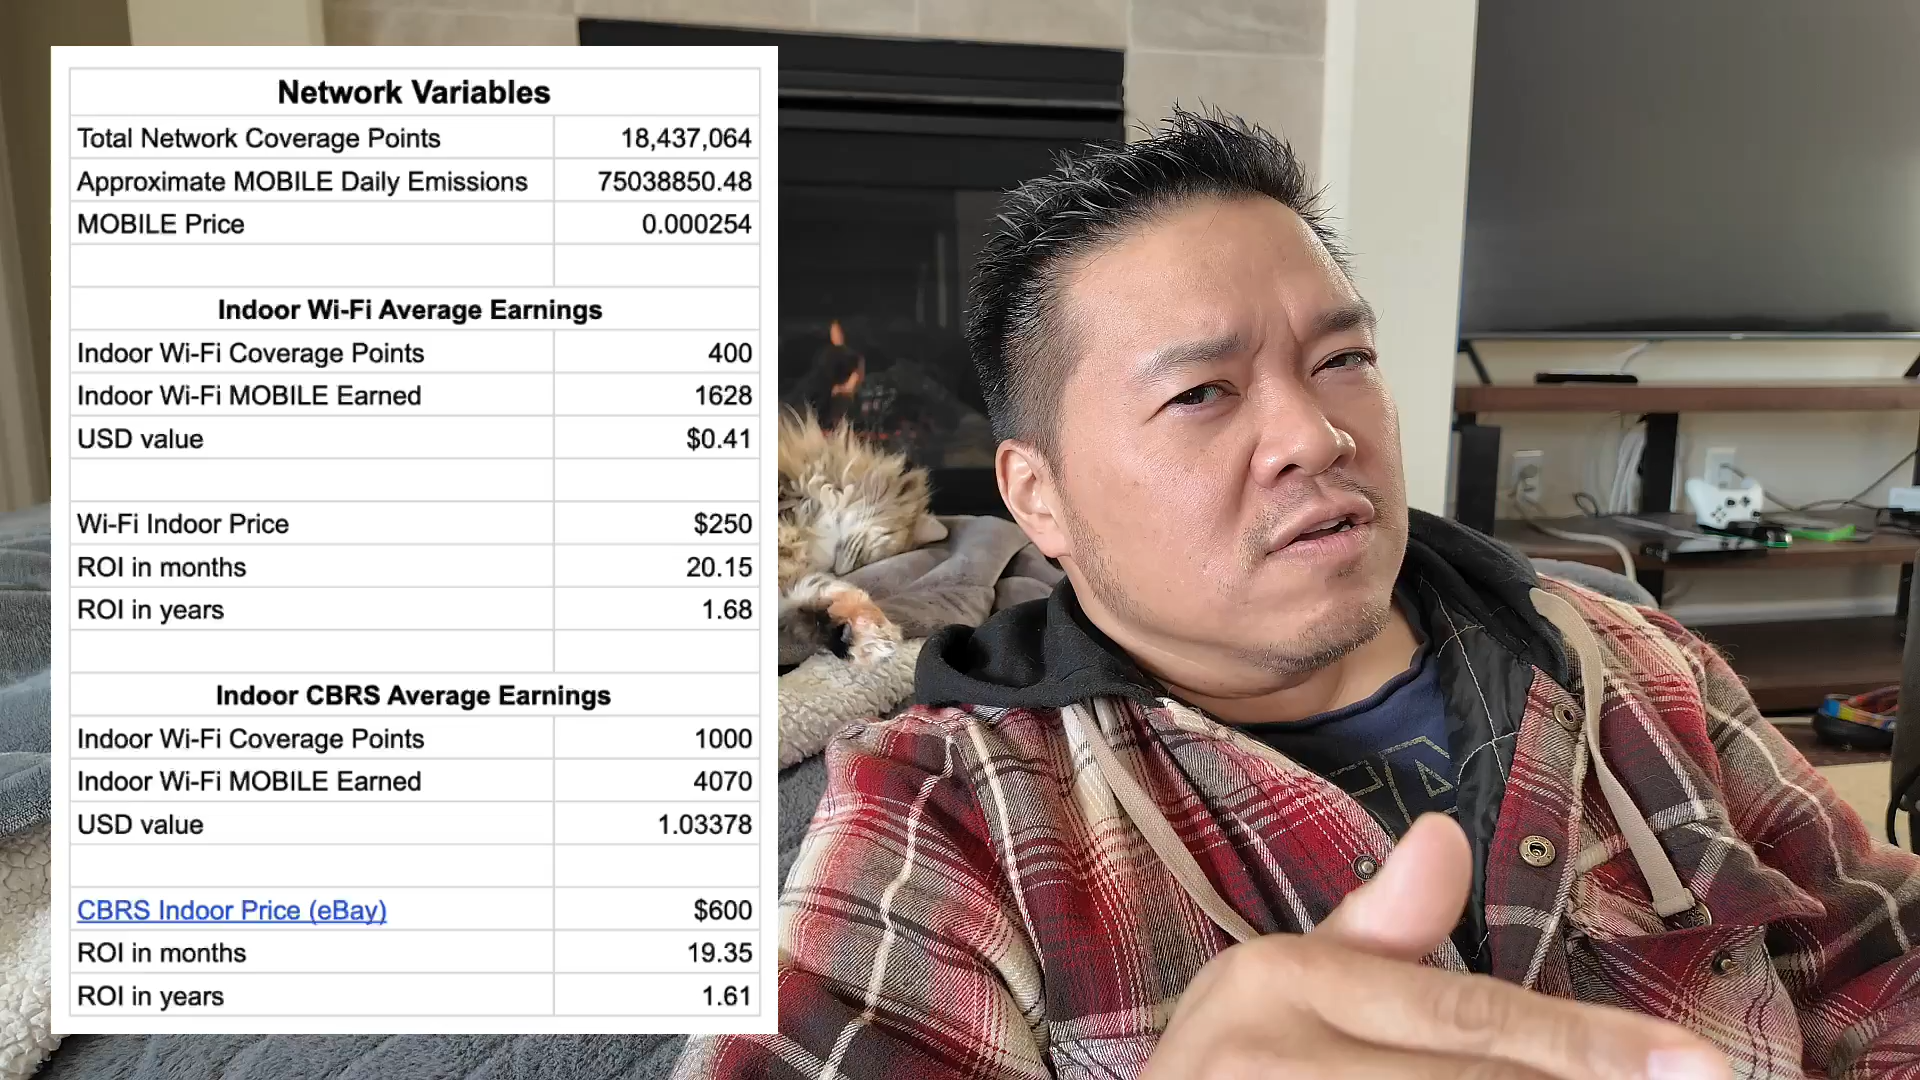 Network Variables
Total Network Coverage Points 18,437,064
Approximate MOBILE Daily Emissions 75038850.48
MOBILE Price 0.000254
Indoor Wi-Fi Average Earnings
Indoor Wi-Fi Coverage Points 400
Indoor Wi-Fi MOBILE Earned 1628
USD value $0.41
Wi-Fi Indoor Price $250
ROI in months 20.15
ROI in years 1.68
Indoor CBRS Average Earnings
Indoor Wi-Fi Coverage Points 1000
Indoor Wi-Fi MOBILE Earned 4070
USD value 1.03378
CBRS Indoor Price (eBay) $600
ROI in months 19.35
ROI in years 1.61